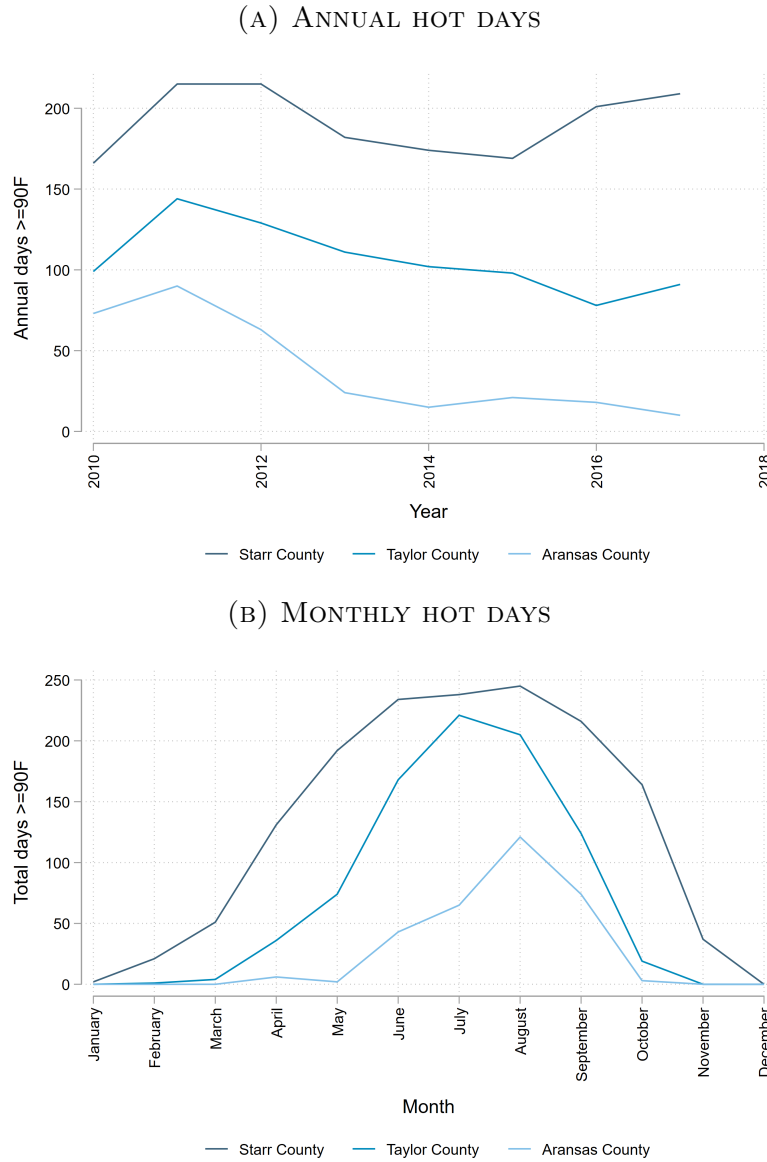 (A) ANNUAL HOT DAYS
Annual days >=90F
200
150
100
50
0
2010
2012
2014
2016
2018
Year
Starr County
Taylor County
Aransas County
(B) MONTHLY HOT DAYS
Total days >=90F
250
200
150
100
50
0
January
February
March
April
May
June
July
August
September
October
November
December
Month
Starr County
Taylor County
Aransas County